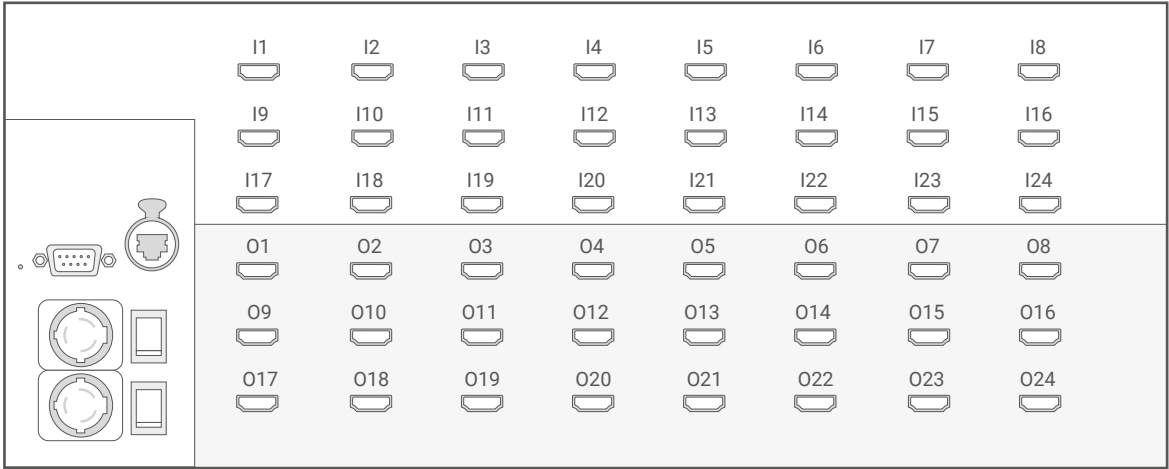 I1 I2 I3 I4 I5 I6 I7 I8
I9 I10 I11 I12 I13 I14 I15 I16
I17 I18 I19 I20 I21 I22 I23 I24
O1 O2 O3 O4 O5 O6 O7 O8
O9 O10 O11 O12 O13 O14 O15 O16
O17 O18 O19 O20 O21 O22 O23 O24